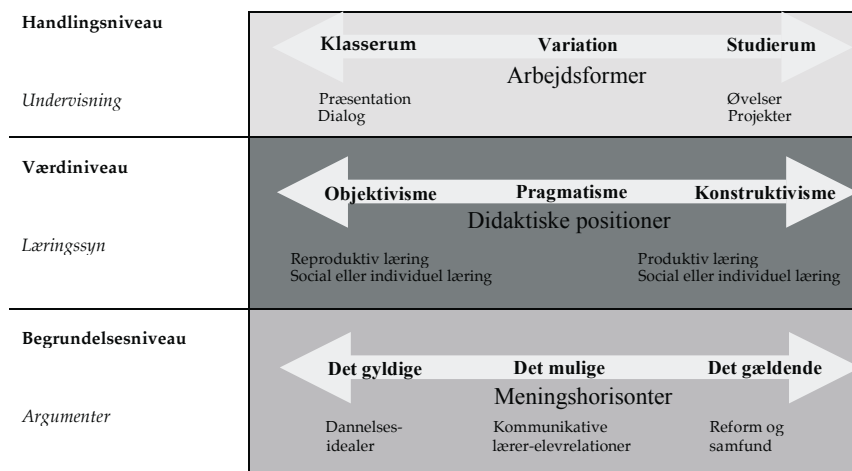 Handlingsniveau
Klasserum Variation Studierum
Arbejdsformer
Undervisning
Præsentation Øvelser
Dialog Projekter
Værdiniveau
Objektivisme Pragmatisme Konstruktivisme
Didaktiske positioner
Læringssyn
Reproduktiv læring Produktiv læring
Social eller individuel læring Social eller individuel læring
Begrundelsesniveau
Det gyldige Det mulige Det gældende
Meningshorisonter
Argumenter
Dannelses- Kommunikative Reform og
idealer lærer-elevrelationer samfund